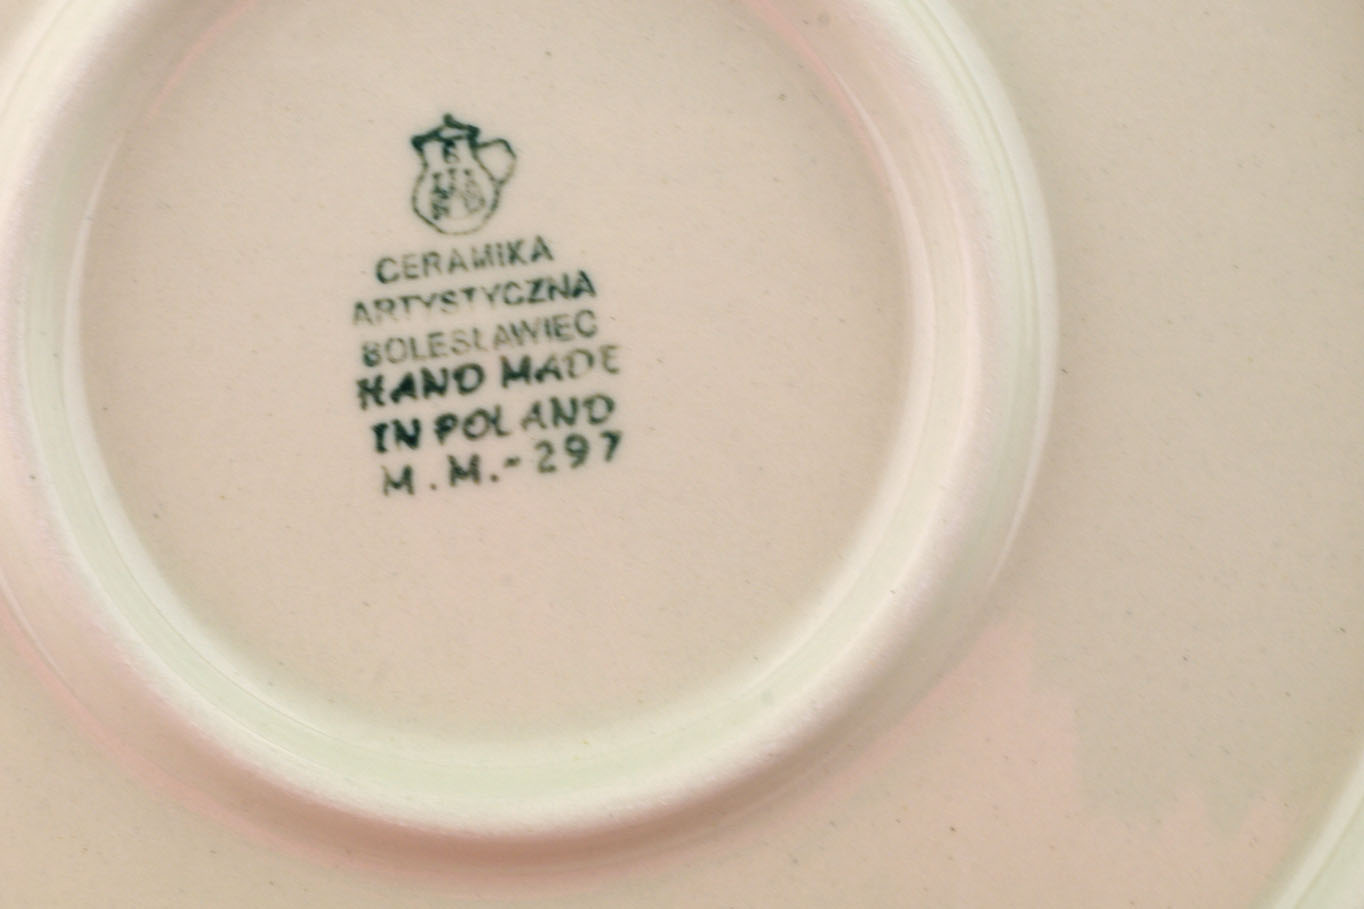 CERAMIKA
ARTYSTYCZNA
BOLESŁAWIEC
HAND MADE
IN POLAND
M.M.-297